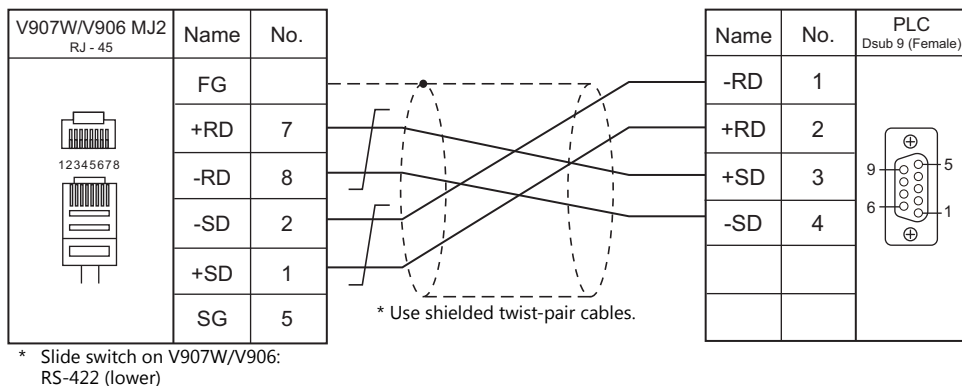 V907W/V906 MJ2
RJ - 45
Name No.
FG
+RD 7
-RD 8
-SD 2
+SD 1
SG 5
12345678
* Use shielded twist-pair cables.
Name No.
PLC
Dsub 9 (Female)
-RD 1
+RD 2
+SD 3
-SD 4
9 5
6 1
* Slide switch on V907W/V906:
RS-422 (lower)